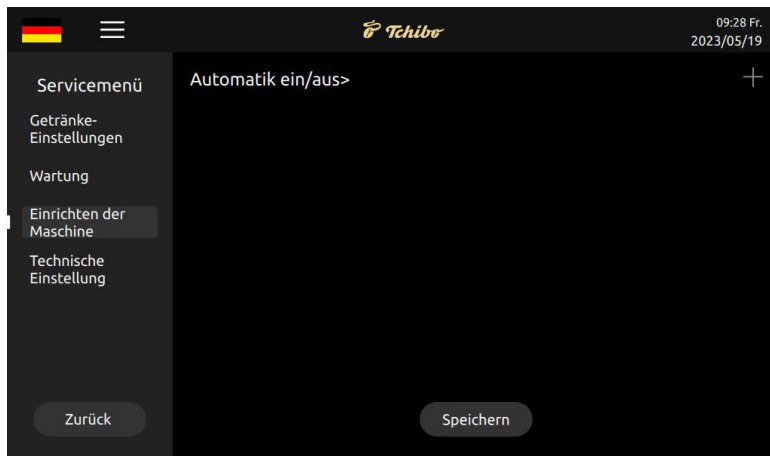 Tchibo
09:28 Fr.
2023/05/19
Servicemenü
Getränke-
Einstellungen
Wartung
Einrichten der
Maschine
Technische
Einstellung
Zurück
Automatik ein/aus>
Speichern